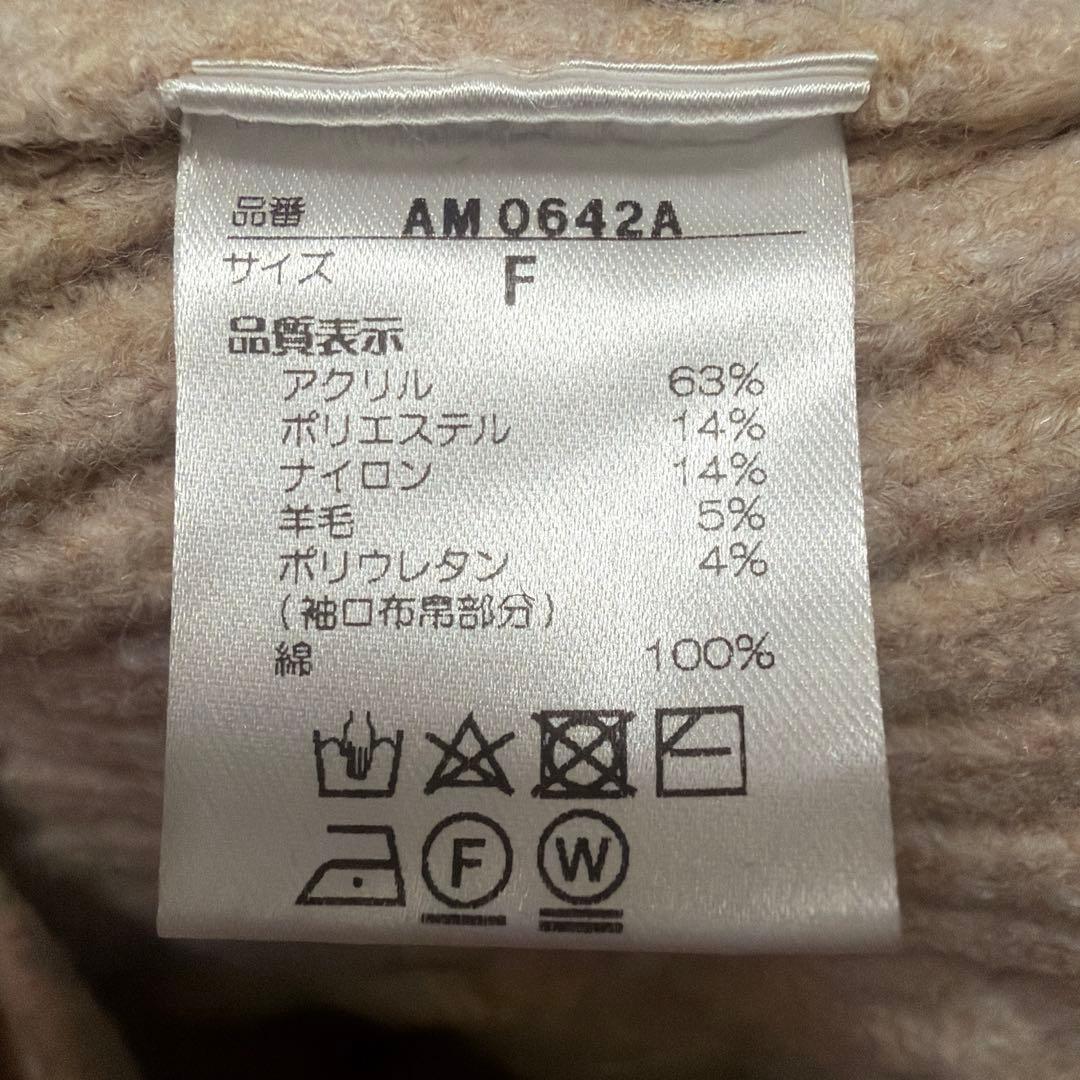 品番 AM0642A
サイズ F
品質表示
アクリル 63%
ポリエステル 14%
ナイロン 14%
羊毛 5%
ポリウレタン 4%
(袖口布帛部分)
綿 100%
F W